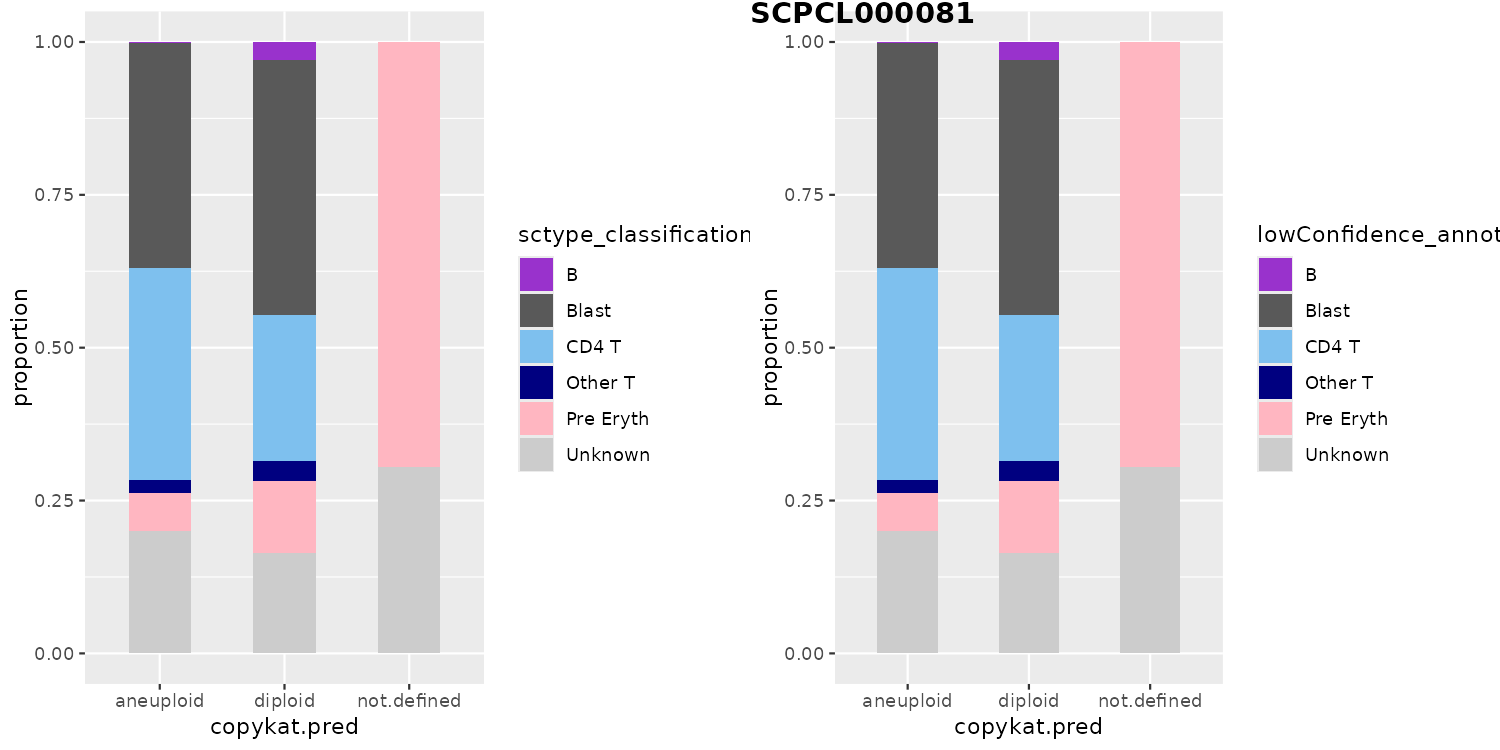 SCPCL000081
proportion
1.00
0.75
0.50
0.25
0.00
aneuploid diploid not.defined
copykat.pred
sctype_classification
B
Blast
CD4 T
Other T
Pre Eryth
Unknown
proportion
1.00
0.75
0.50
0.25
0.00
aneuploid diploid not.defined
copykat.pred
lowConfidence_annot
B
Blast
CD4 T
Other T
Pre Eryth
Unknown